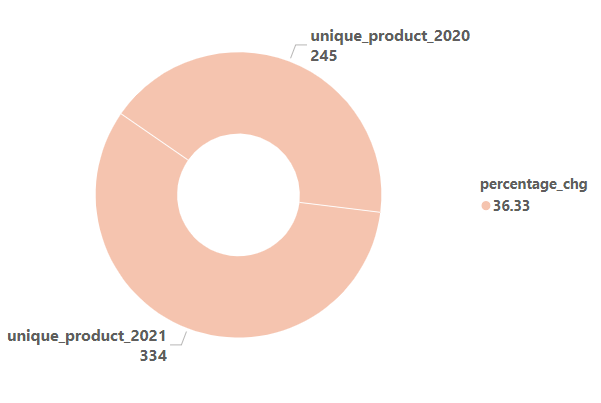 unique_product_2020
245
percentage_chg
36.33
unique_product_2021
334